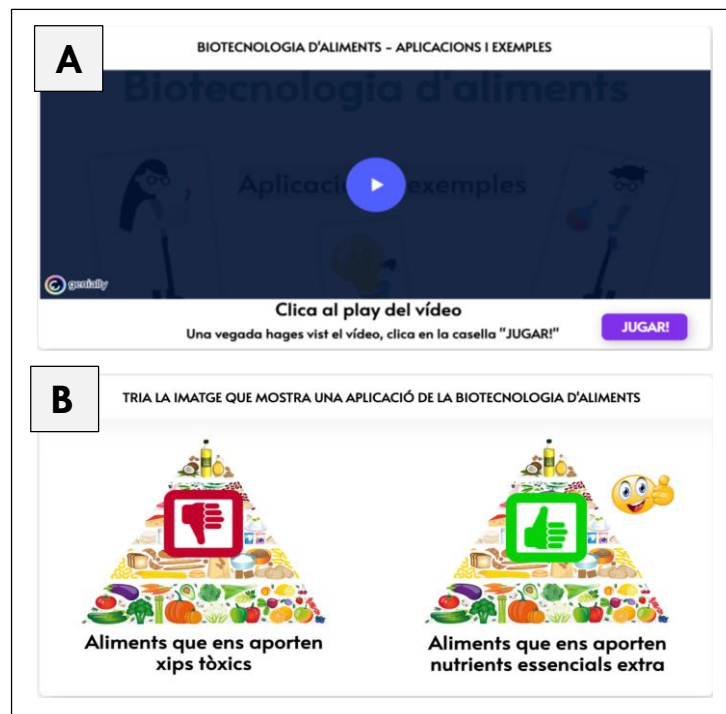 A
BIOTECNOLOGIA D'ALIMENTS – APLICACIONS I EXEMPLES
Biotecnologia d'aliments
Aplicacions exemples
genially
Clica al play del vídeo
Una vegada hages vist el vídeo, clica en la casella "JUGAR!"
JUGAR!
B
TRIA LA IMATGE QUE MOSTRA UNA APLICACIÓ DE LA BIOTECNOLOGIA D'ALIMENTS
Aliments que ens aporten
xips tòxics
Aliments que ens aporten
nutrients essencials extra